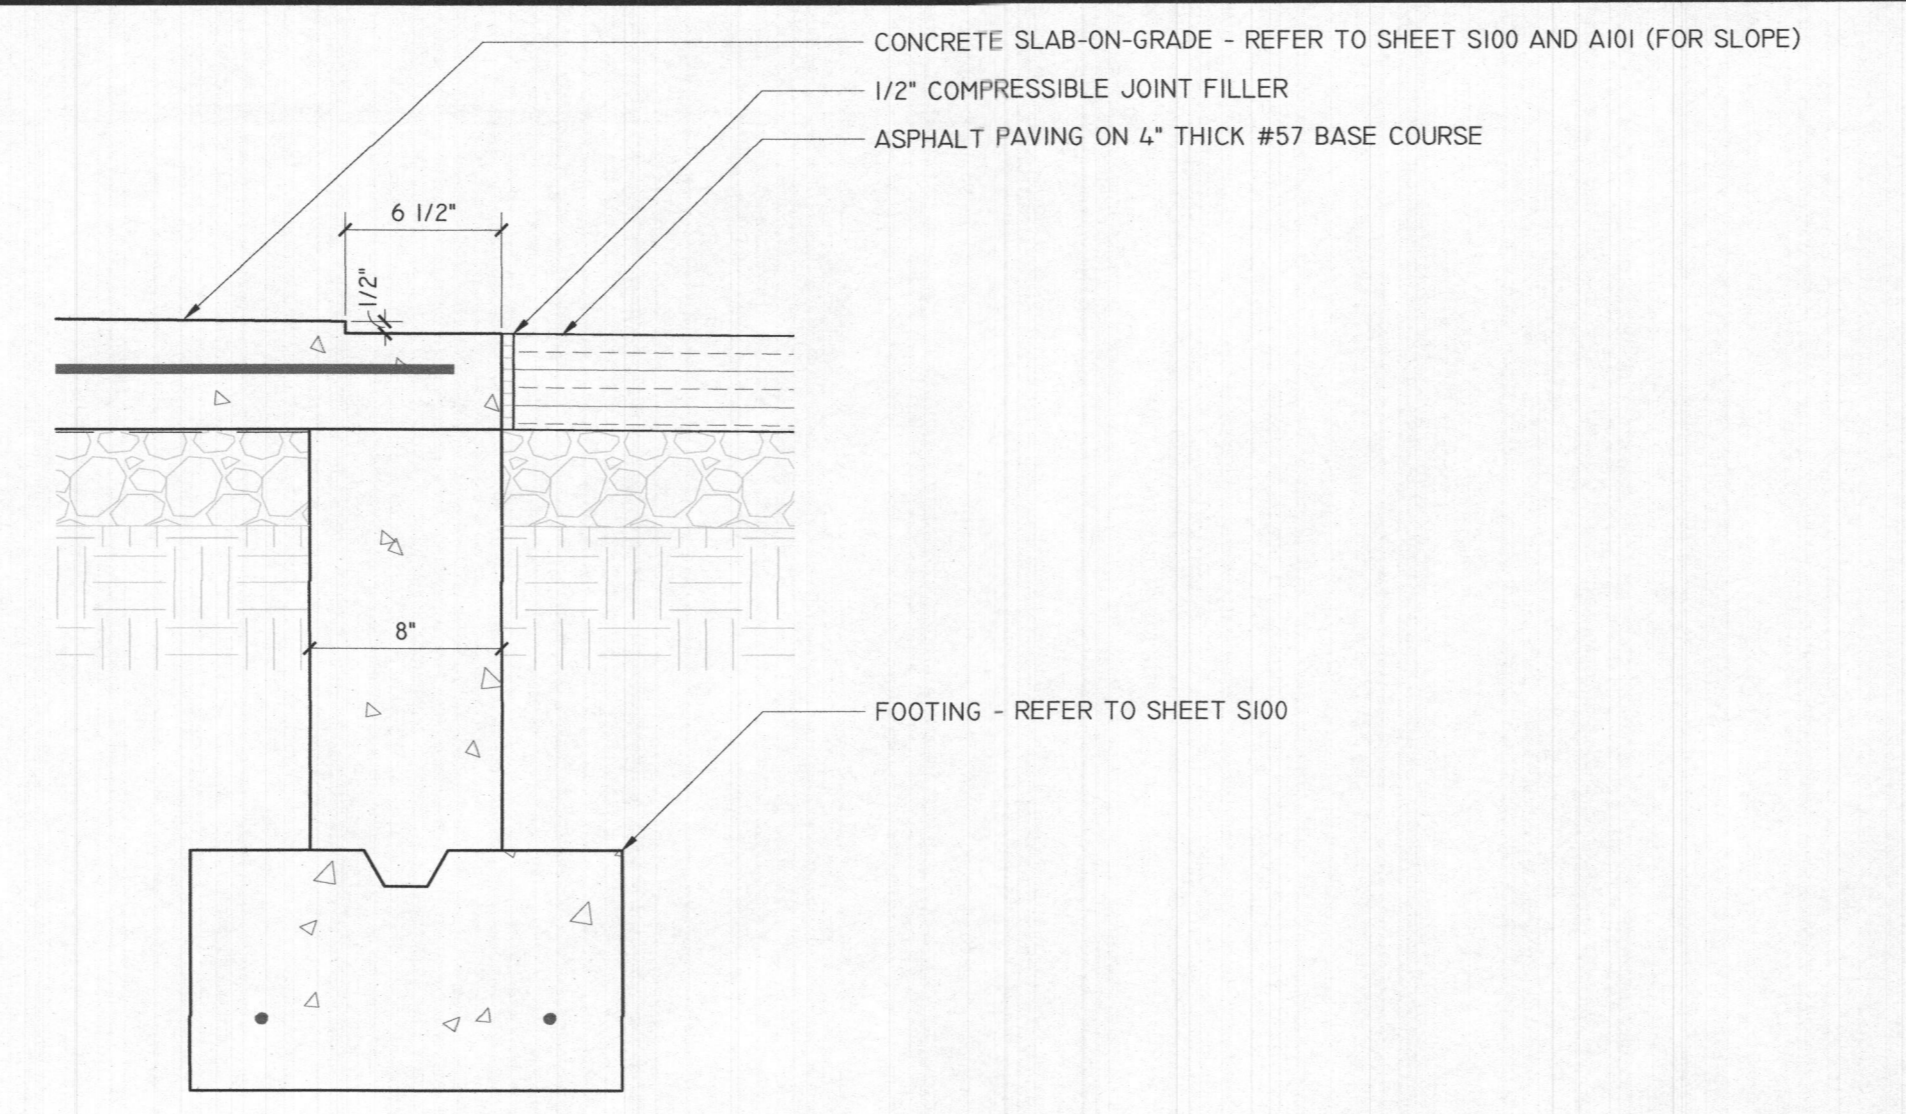 CONCRETE SLAB-ON-GRADE - REFER TO SHEET S100 AND A101 (FOR SLOPE)
1/2" COMPRESSIBLE JOINT FILLER
ASPHALT PAVING ON 4" THICK #57 BASE COURSE
6 1/2"
1/2"
8"
FOOTING - REFER TO SHEET S100